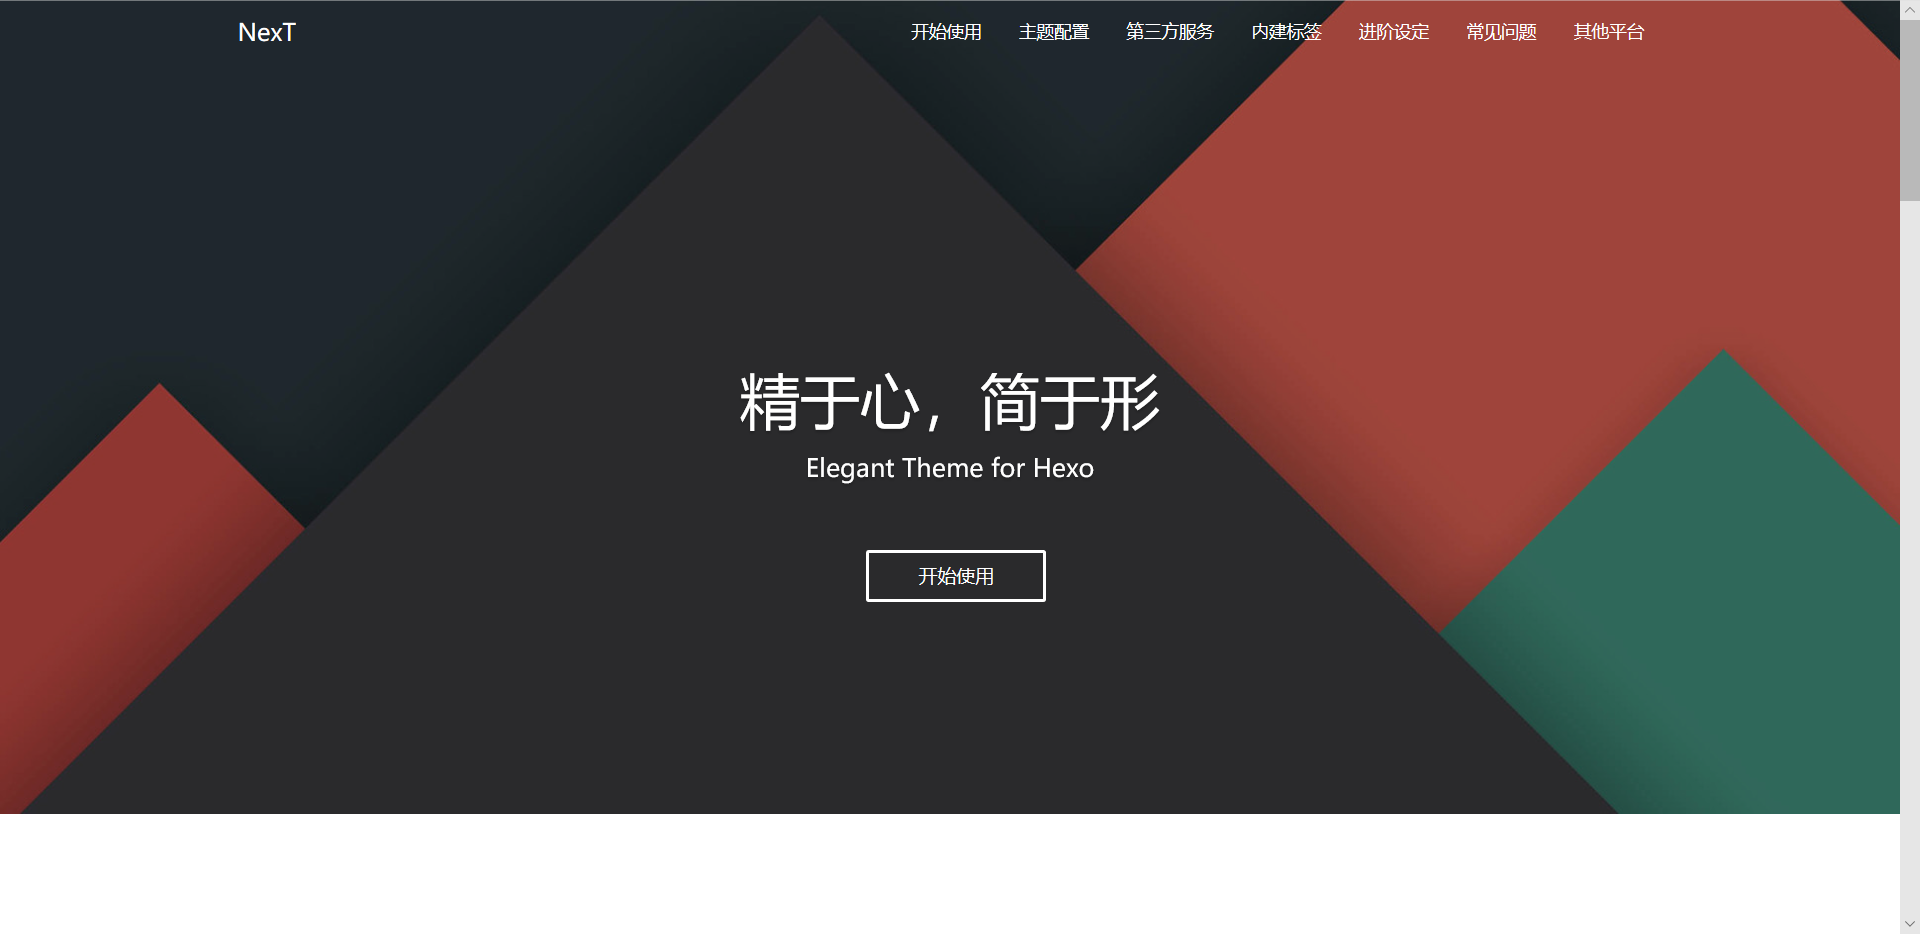 NexT
开始使用 主题配置 第三方服务 内建标签 进阶设定 常见问题 其他平台
精于心，简于形
Elegant Theme for Hexo
开始使用